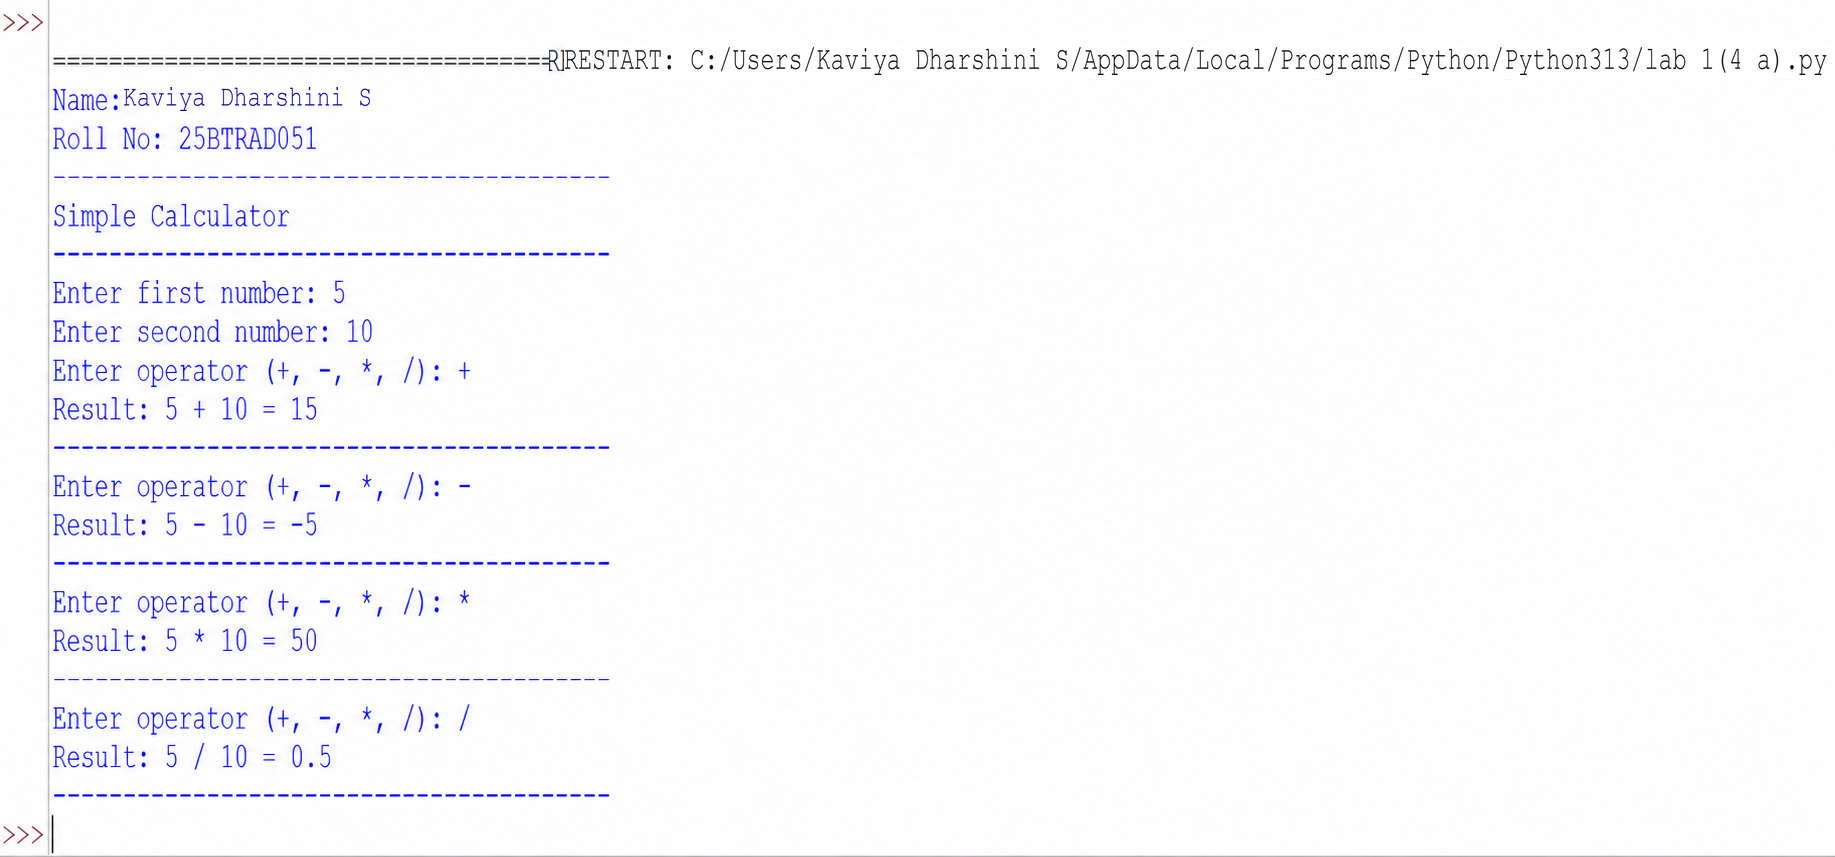 >>>
====================================RRESTART: C:/Users/Kaviya Dharshini S/AppData/Local/Programs/Python/Python313/lab 1(4 a).py
Name:Kaviya Dharshini S
Roll No: 25BTRAD051
----------------------------------------
Simple Calculator
----------------------------------------
Enter first number: 5
Enter second number: 10
Enter operator (+, -, *, /): +
Result: 5 + 10 = 15
----------------------------------------
Enter operator (+, -, *, /): -
Result: 5 - 10 = -5
----------------------------------------
Enter operator (+, -, *, /): *
Result: 5 * 10 = 50
----------------------------------------
Enter operator (+, -, *, /): /
Result: 5 / 10 = 0.5
----------------------------------------
>>>